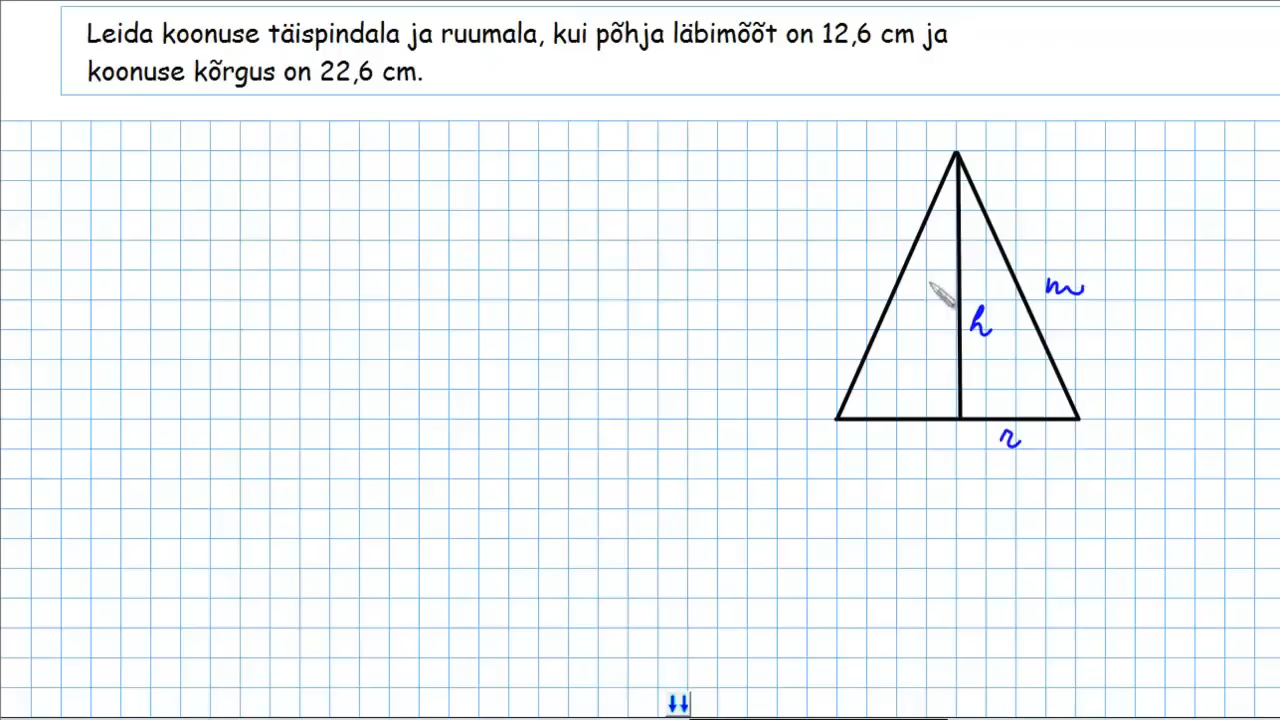 Leida koonuse täispindala ja ruumala, kui põhja läbimõõt on 12,6 cm ja
koonuse kõrgus on 22,6 cm.
m
h
r